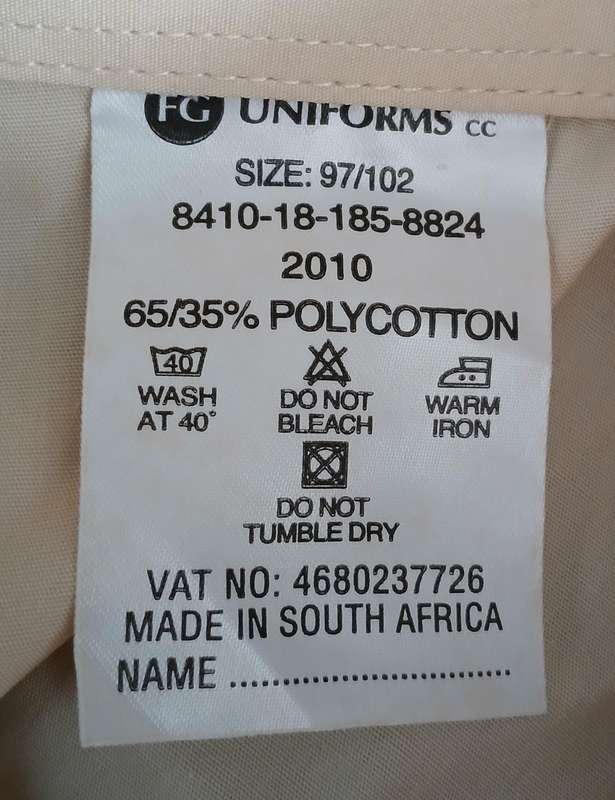 FG UNIFORMS CC
SIZE: 97/102
8410-18-185-8824
2010
65/35% POLYCOTTON
40
WASH
AT 40°
DO NOT
BLEACH
WARM
IRON
DO NOT
TUMBLE DRY
VAT NO: 4680237726
MADE IN SOUTH AFRICA
NAME ............................